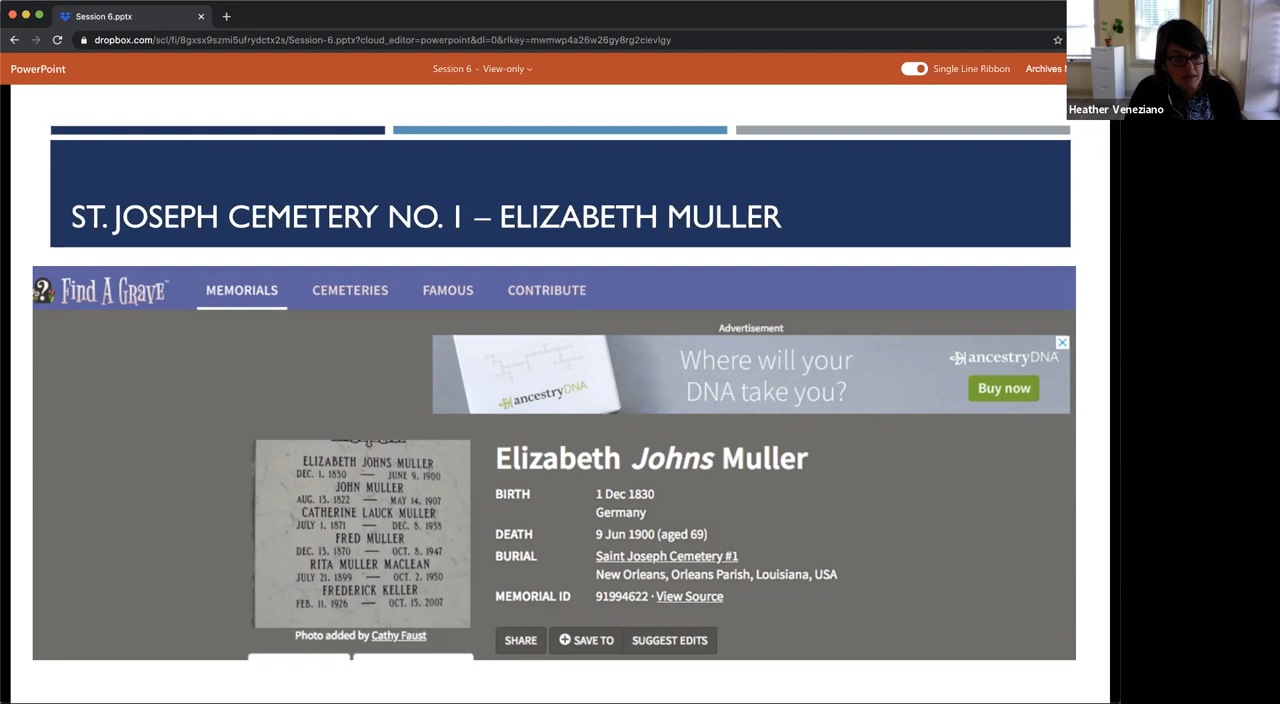 Session 6.pptx
dropbox.com/scl/fi/8gxsx9szmi5ufrydctx2s/Session-6.pptx?cloud_editor=powerpoint&dl=0&rlkey=mwmwp4a26w26gy8rg2cievlgy
PowerPoint
Session 6 - View-only
Single Line Ribbon
Archives
Heather Veneziano
ST. JOSEPH CEMETERY NO. 1 – ELIZABETH MULLER
FIND A GRAVE
MEMORIALS
CEMETERIES
FAMOUS
CONTRIBUTE
Advertisement
ancestryDNA
Where will your
DNA take you?
ancestryDNA
Buy now
ELIZABETH JOHNS MULLER
DEC. 1, 1830 — JUNE 9, 1900
JOHN MULLER
AUG. 13, 1822 — MAY 14, 1907
CATHERINE LAUCK MULLER
JULY 1, 1871 — DEC. 8, 1938
FRED MULLER
DEC. 13, 1870 — OCT. 8, 1947
RITA MULLER MACLEAN
JULY 21, 1899 — OCT. 2, 1950
FREDERICK KELLER
FEB. 11, 1926 — OCT. 15, 2007
Photo added by Cathy Faust
Elizabeth Johns Muller
BIRTH 1 Dec 1830
Germany
DEATH 9 Jun 1900 (aged 69)
BURIAL Saint Joseph Cemetery #1
New Orleans, Orleans Parish, Louisiana, USA
MEMORIAL ID 91994622 · View Source
SHARE
SAVE TO
SUGGEST EDITS